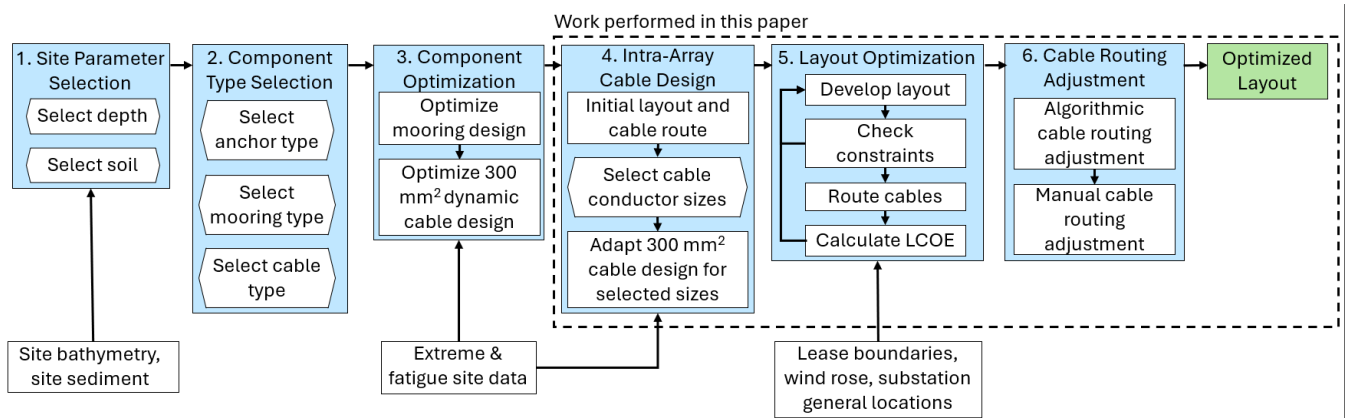 Work performed in this paper
1. Site Parameter
Selection
Select depth
Select soil
2. Component
Type Selection
Select
anchor type
Select
mooring type
Select cable
type
3. Component
Optimization
Optimize
mooring design
Optimize 300
mm² dynamic
cable design
4. Intra-Array
Cable Design
Initial layout and
cable route
Select cable
conductor sizes
Adapt 300 mm²
cable design for
selected sizes
5. Layout Optimization
Develop layout
Check
constraints
Route cables
Calculate LCOE
6. Cable Routing
Adjustment
Algorithmic
cable routing
adjustment
Manual cable
routing
adjustment
Optimized
Layout
Site bathymetry,
site sediment
Extreme &
fatigue site data
Lease boundaries,
wind rose, substation
general locations